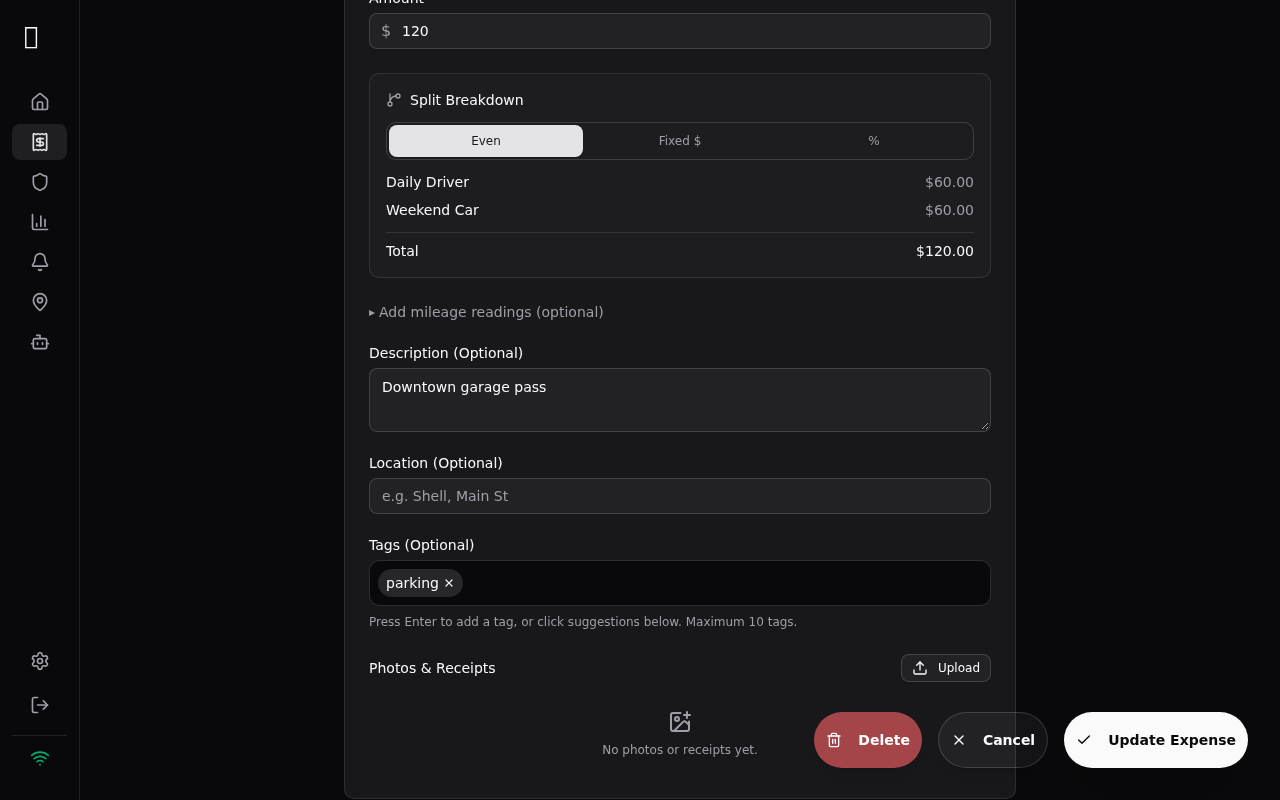 Amount
$ 120
Split Breakdown
Even Fixed $ %
Daily Driver $60.00
Weekend Car $60.00
Total $120.00
▸ Add mileage readings (optional)
Description (Optional)
Downtown garage pass
Location (Optional)
e.g. Shell, Main St
Tags (Optional)
parking ×
Press Enter to add a tag, or click suggestions below. Maximum 10 tags.
Photos & Receipts Upload
No photos or receipts yet.
Delete Cancel Update Expense